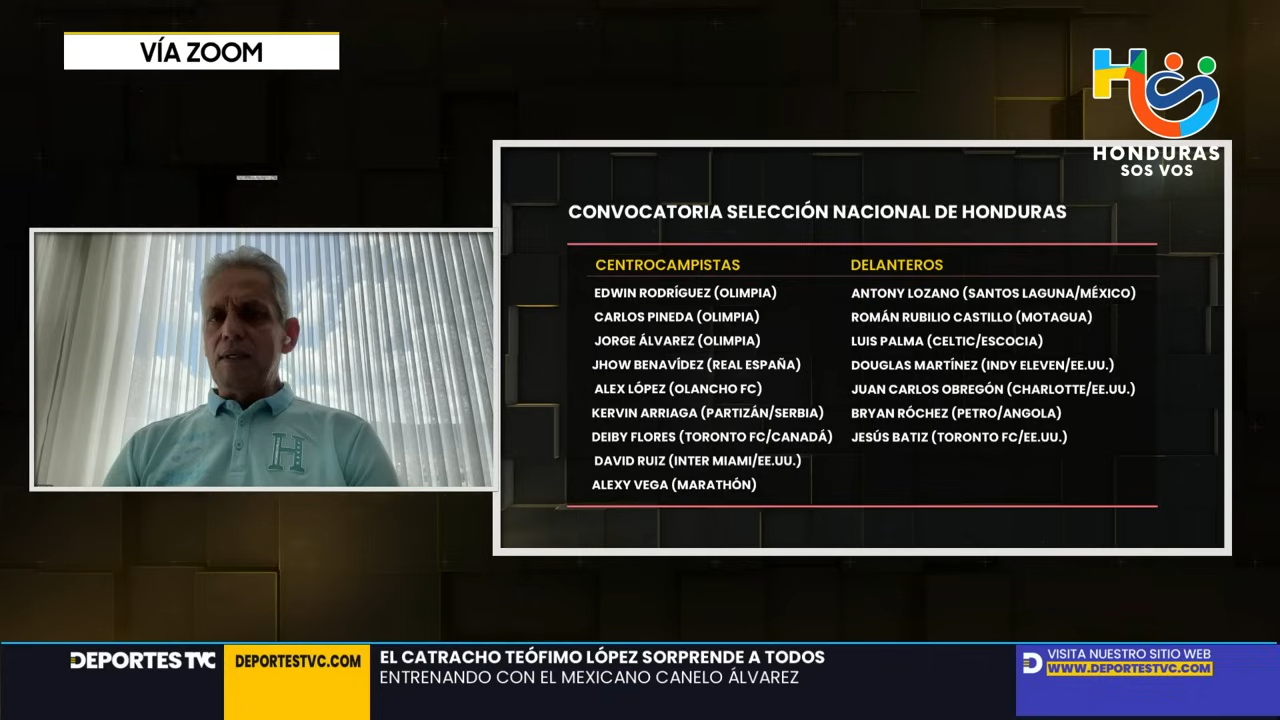 VÍA ZOOM
HONDURAS
SOS VOS
CONVOCATORIA SELECCIÓN NACIONAL DE HONDURAS
CENTROCAMPISTAS
EDWIN RODRÍGUEZ (OLIMPIA)
CARLOS PINEDA (OLIMPIA)
JORGE ÁLVAREZ (OLIMPIA)
JHOW BENAVÍDEZ (REAL ESPAÑA)
ALEX LÓPEZ (OLANCHO FC)
KERVIN ARRIAGA (PARTIZÁN/SERBIA)
DEIBY FLORES (TORONTO FC/CANADÁ)
DAVID RUIZ (INTER MIAMI/EE.UU.)
ALEXY VEGA (MARATHÓN)
DELANTEROS
ANTONY LOZANO (SANTOS LAGUNA/MÉXICO)
ROMÁN RUBILIO CASTILLO (MOTAGUA)
LUIS PALMA (CELTIC/ESCOCIA)
DOUGLAS MARTÍNEZ (INDY ELEVEN/EE.UU.)
JUAN CARLOS OBREGÓN (CHARLOTTE/EE.UU.)
BRYAN RÓCHEZ (PETRO/ANGOLA)
JESÚS BATIZ (TORONTO FC/EE.UU.)
H
DEPORTES TVC
DEPORTESTVC.COM
EL CATRACHO TEÓFIMO LÓPEZ SORPRENDE A TODOS
ENTRENANDO CON EL MEXICANO CANELO ÁLVAREZ
VISITA NUESTRO SITIO WEB
WWW.DEPORTESTVC.COM